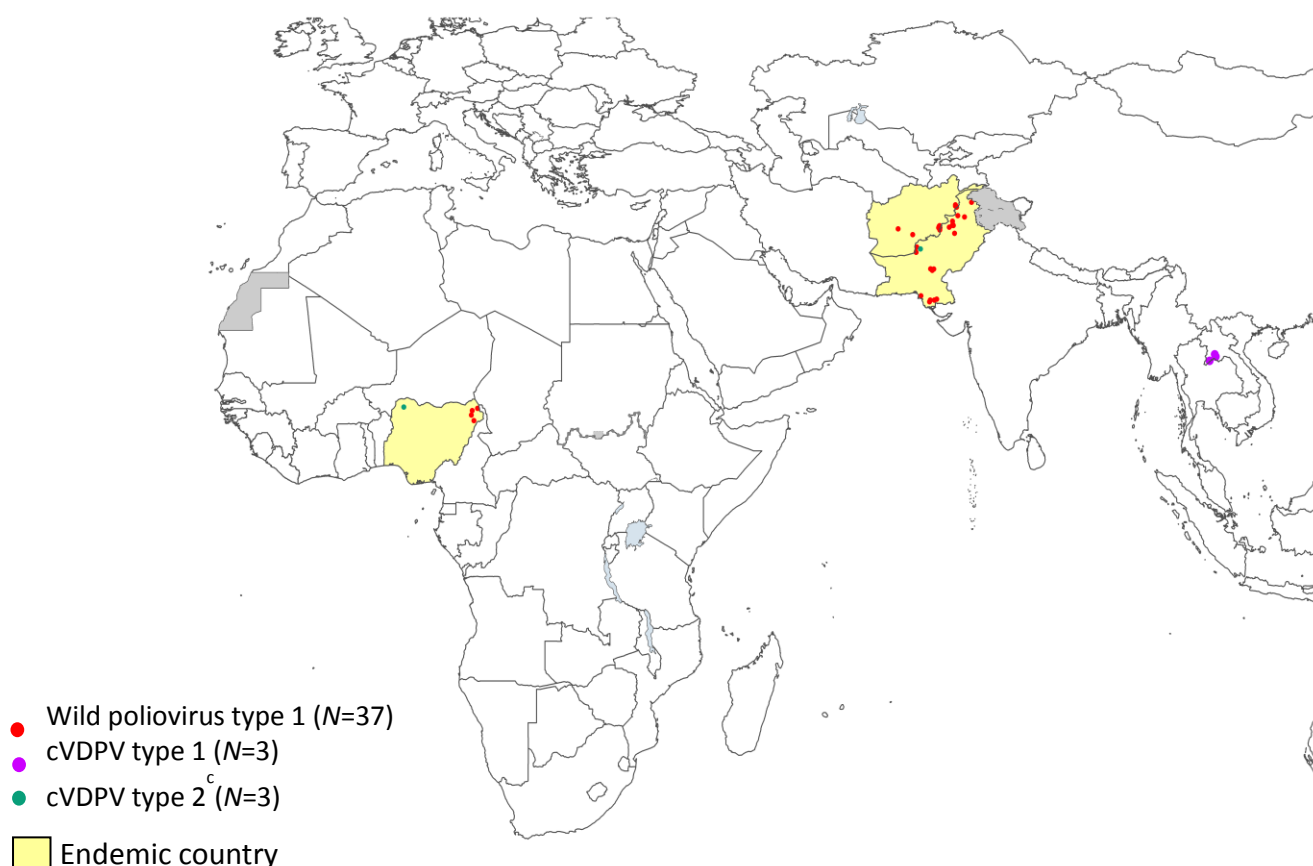 Wild poliovirus type 1 (N=37)
cVDPV type 1 (N=3)
cVDPV type 2 c (N=3)
Endemic country